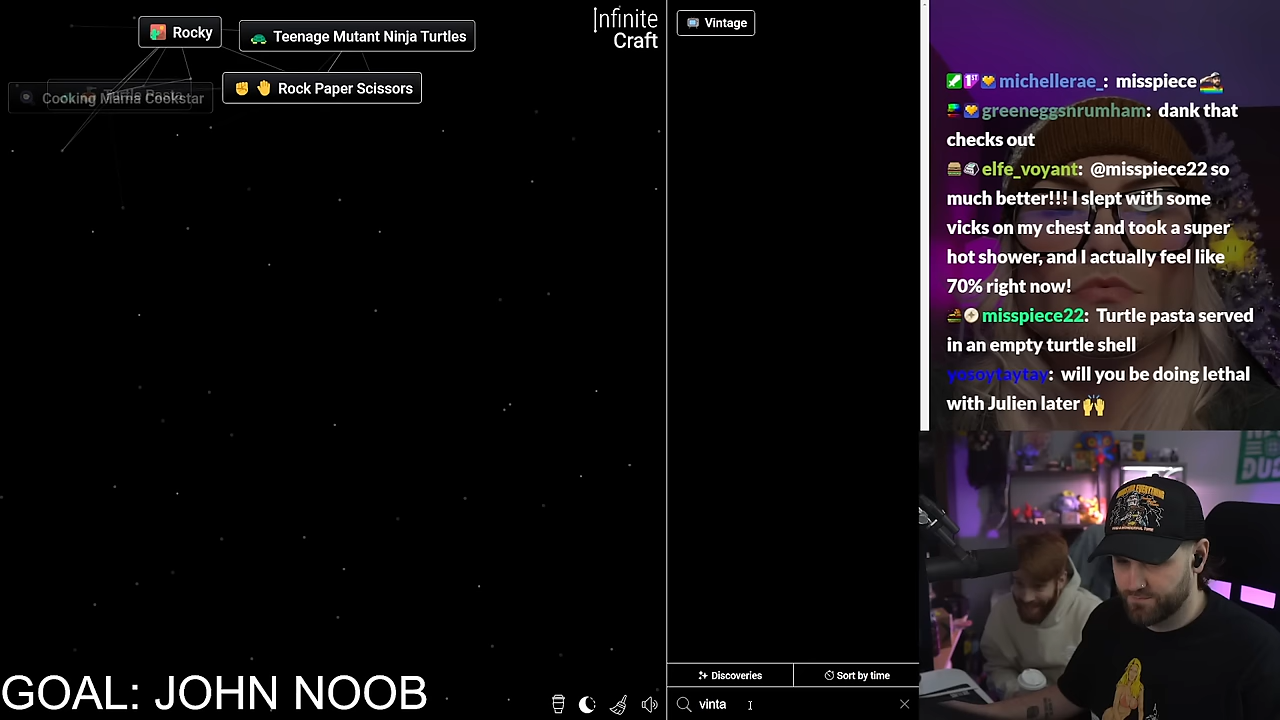 Rocky
Teenage Mutant Ninja Turtles
Rock Paper Scissors
Turtle Pasta
Cooking Mama Cookstar
Infinite
Craft
Vintage
Discoveries
Sort by time
vinta
GOAL: JOHN NOOB
michellerae_: misspiece
greeneggsnrumham: dank that
checks out
elfe_voyant: @misspiece22 so
much better!!! I slept with some
vicks on my chest and took a super
hot shower, and I actually feel like
70% right now!
misspiece22: Turtle pasta served
in an empty turtle shell
yosoytaytay: will you be doing lethal
with Julien later